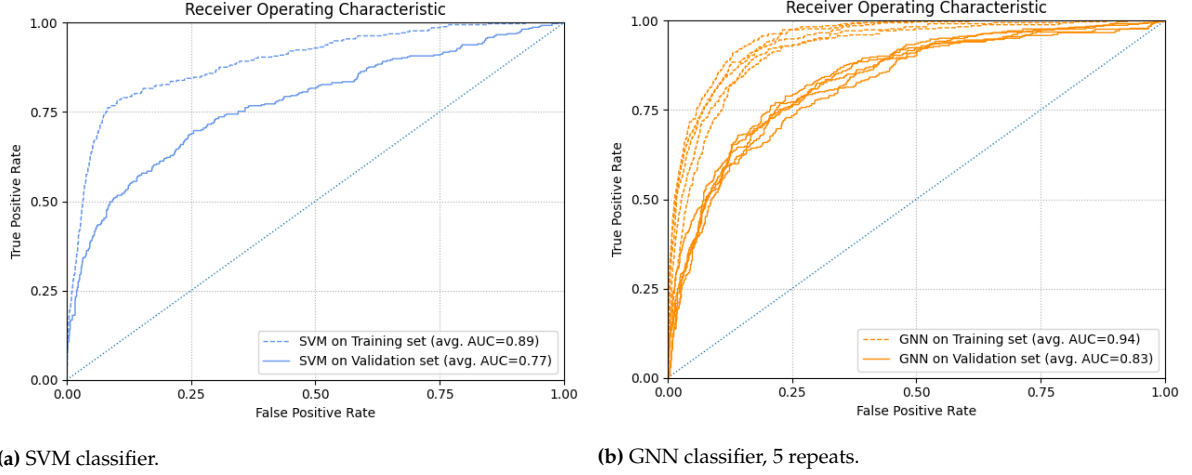 Receiver Operating Characteristic
1.00
0.75
0.50
0.25
0.00
True Positive Rate
SVM on Training set (avg. AUC=0.89)
SVM on Validation set (avg. AUC=0.77)
0.00 0.25 0.50 0.75 1.00
False Positive Rate
(a) SVM classifier.
Receiver Operating Characteristic
1.00
0.75
0.50
0.25
0.00
True Positive Rate
GNN on Training set (avg. AUC=0.94)
GNN on Validation set (avg. AUC=0.83)
0.00 0.25 0.50 0.75 1.00
False Positive Rate
(b) GNN classifier, 5 repeats.